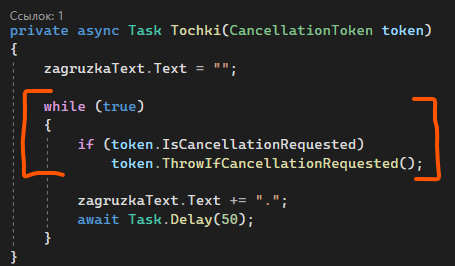 Ссылок: 1
private async Task Tochki(CancellationToken token)
{
zagruzkaText.Text = "";
while (true)
{
if (token.IsCancellationRequested)
token.ThrowIfCancellationRequested();
zagruzkaText.Text += ".";
await Task.Delay(50);
}
}